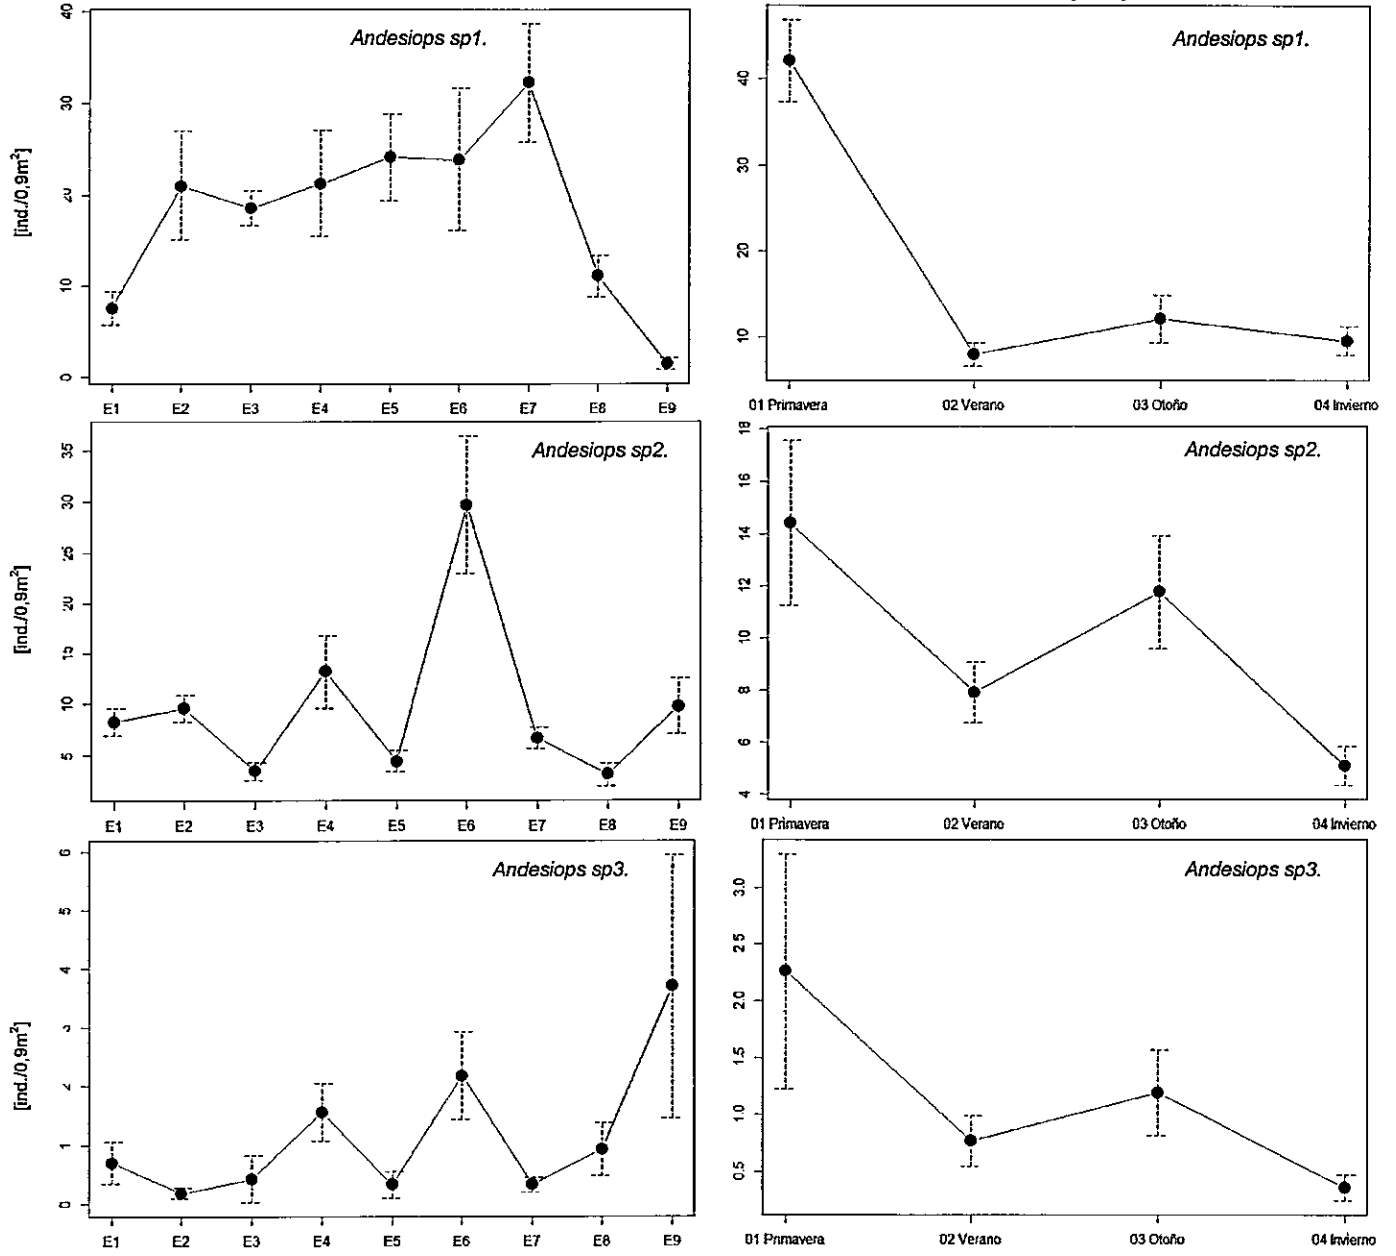 Andesiops sp1.
[ind./0,9m²]
40
30
20
10
0
E1 E2 E3 E4 E5 E6 E7 E8 E9
Andesiops sp1.
40
30
20
10
01 Primavera 02 Verano 03 Otoño 04 Invierno
Andesiops sp2.
[ind./0,9m²]
35
30
25
20
15
10
5
E1 E2 E3 E4 E5 E6 E7 E8 E9
Andesiops sp2.
18
16
14
12
10
8
6
4
01 Primavera 02 Verano 03 Otoño 04 Invierno
Andesiops sp3.
[ind./0,9m²]
6
5
4
3
2
1
0
E1 E2 E3 E4 E5 E6 E7 E8 E9
Andesiops sp3.
3.0
2.5
2.0
1.5
1.0
0.5
01 Primavera 02 Verano 03 Otoño 04 Invierno